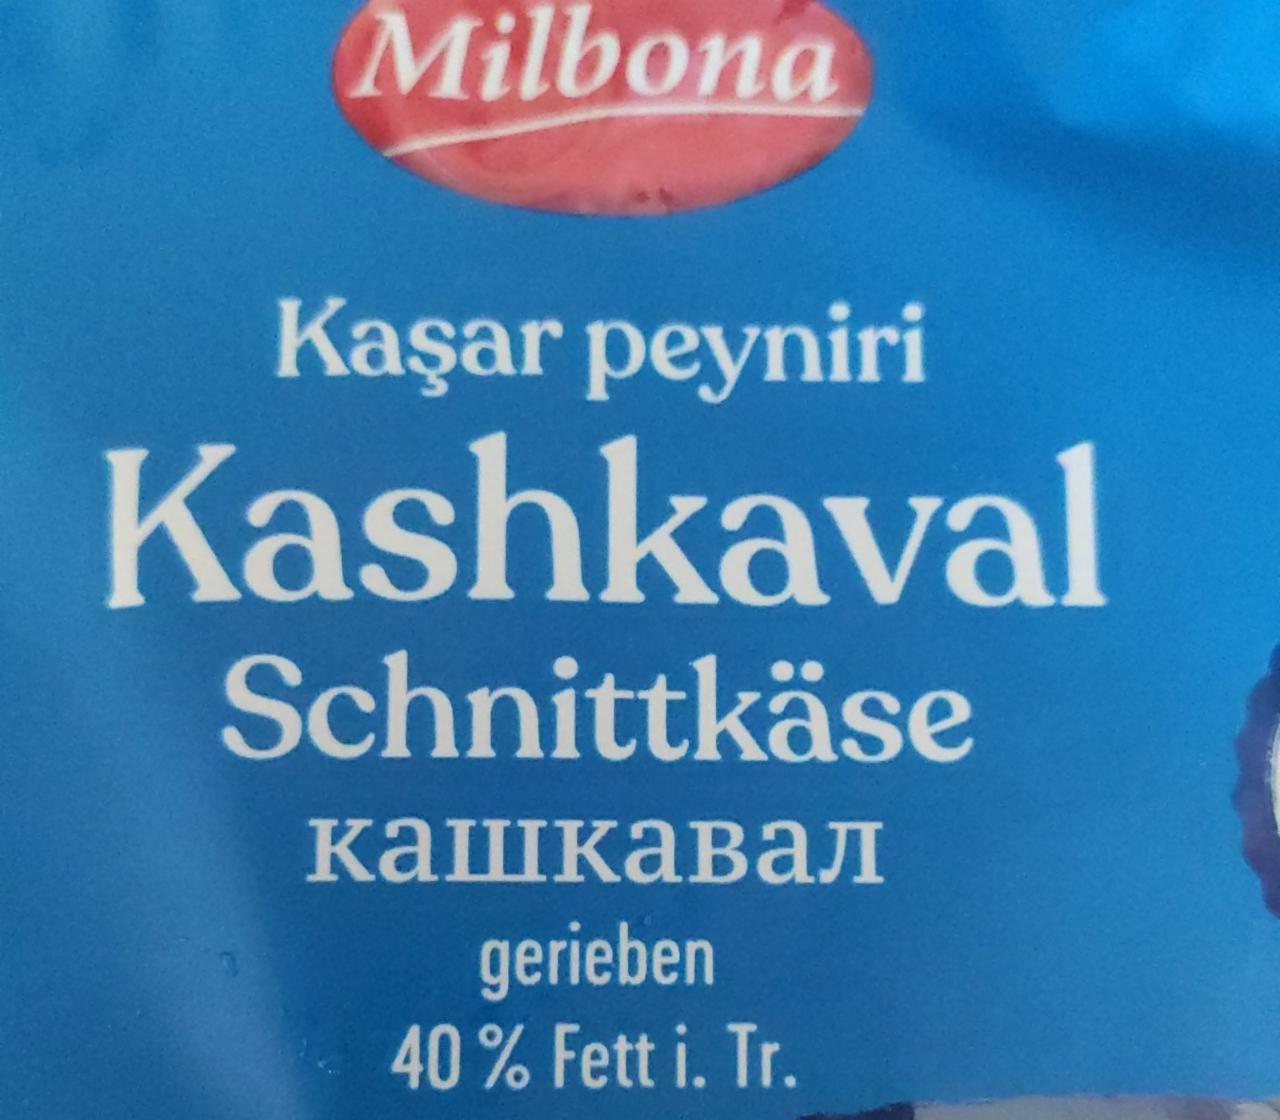 Milbona
Kaşar peyniri
Kashkaval
Schnittkäse
кашкавал
gerieben
40 % Fett i. Tr.